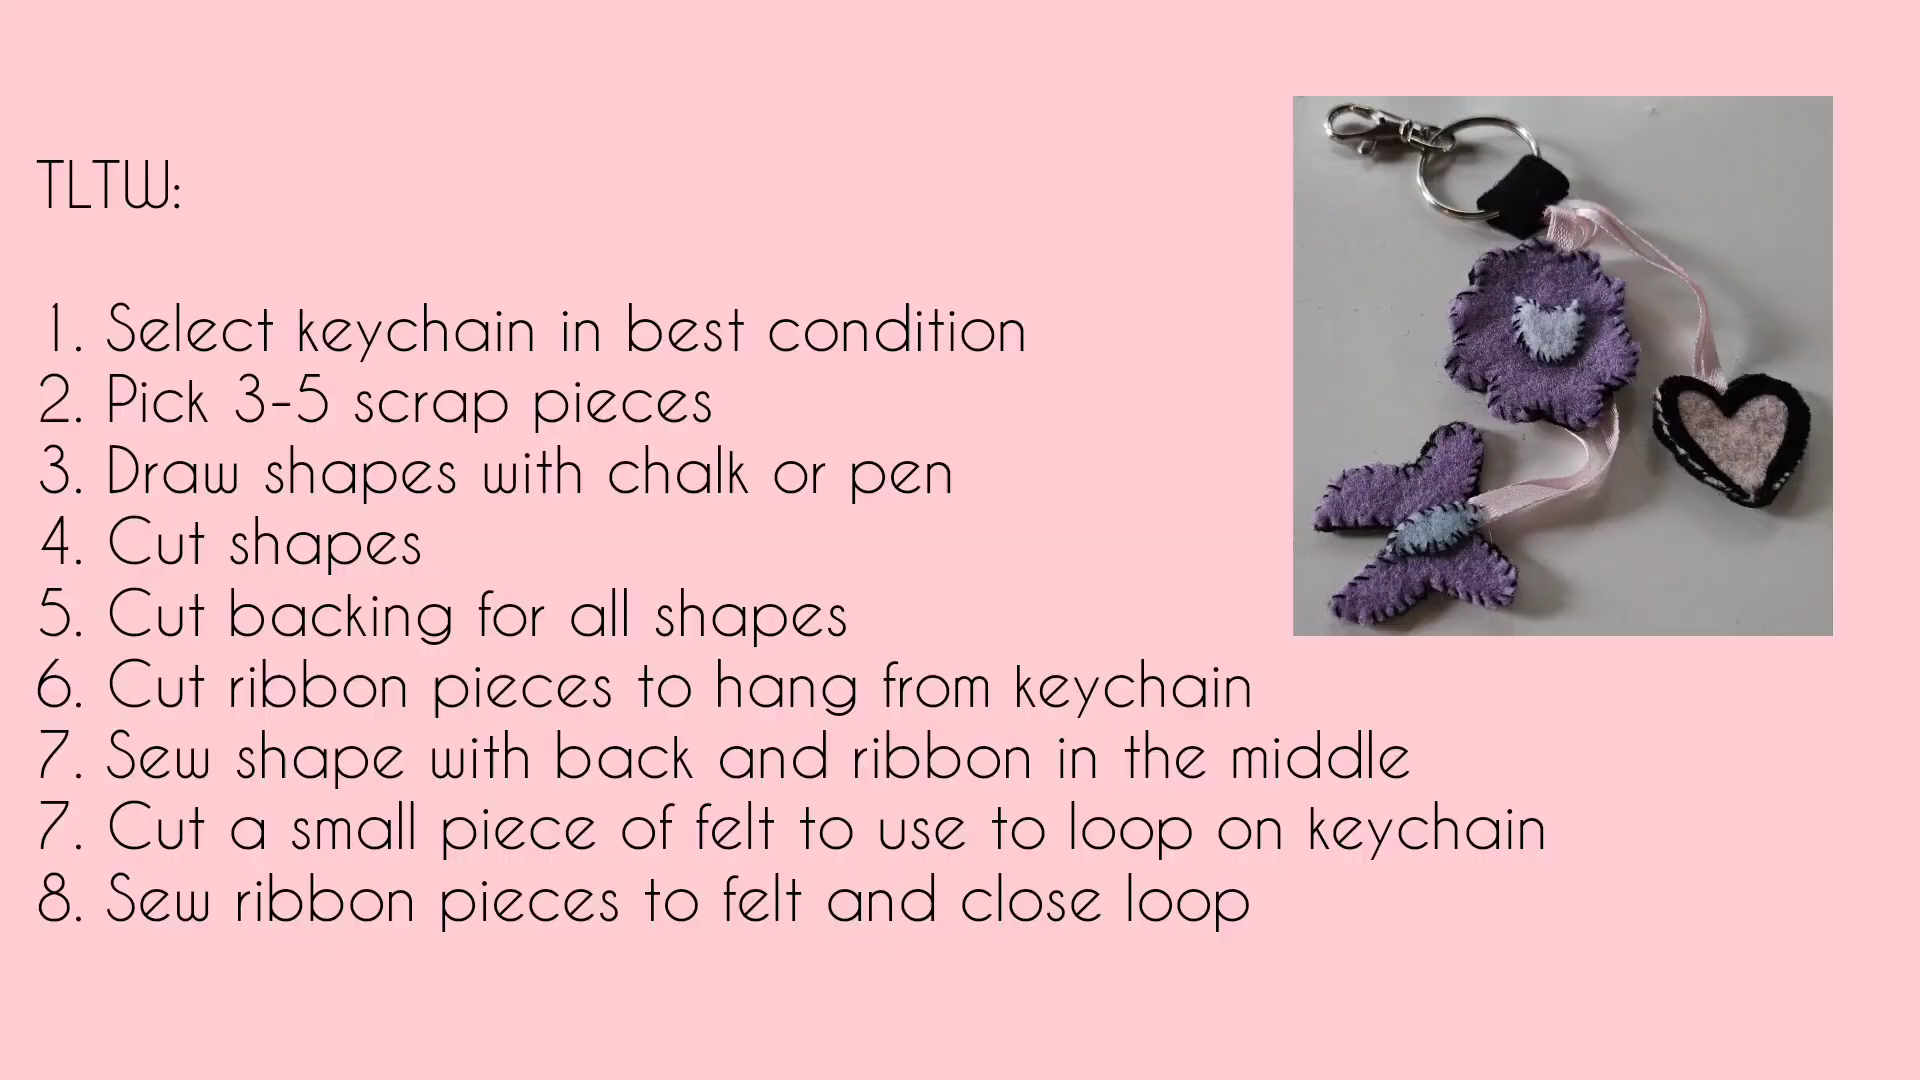 TLTW:
1. Select keychain in best condition
2. Pick 3-5 scrap pieces
3. Draw shapes with chalk or pen
4. Cut shapes
5. Cut backing for all shapes
6. Cut ribbon pieces to hang from keychain
7. Sew shape with back and ribbon in the middle
7. Cut a small piece of felt to use to loop on keychain
8. Sew ribbon pieces to felt and close loop